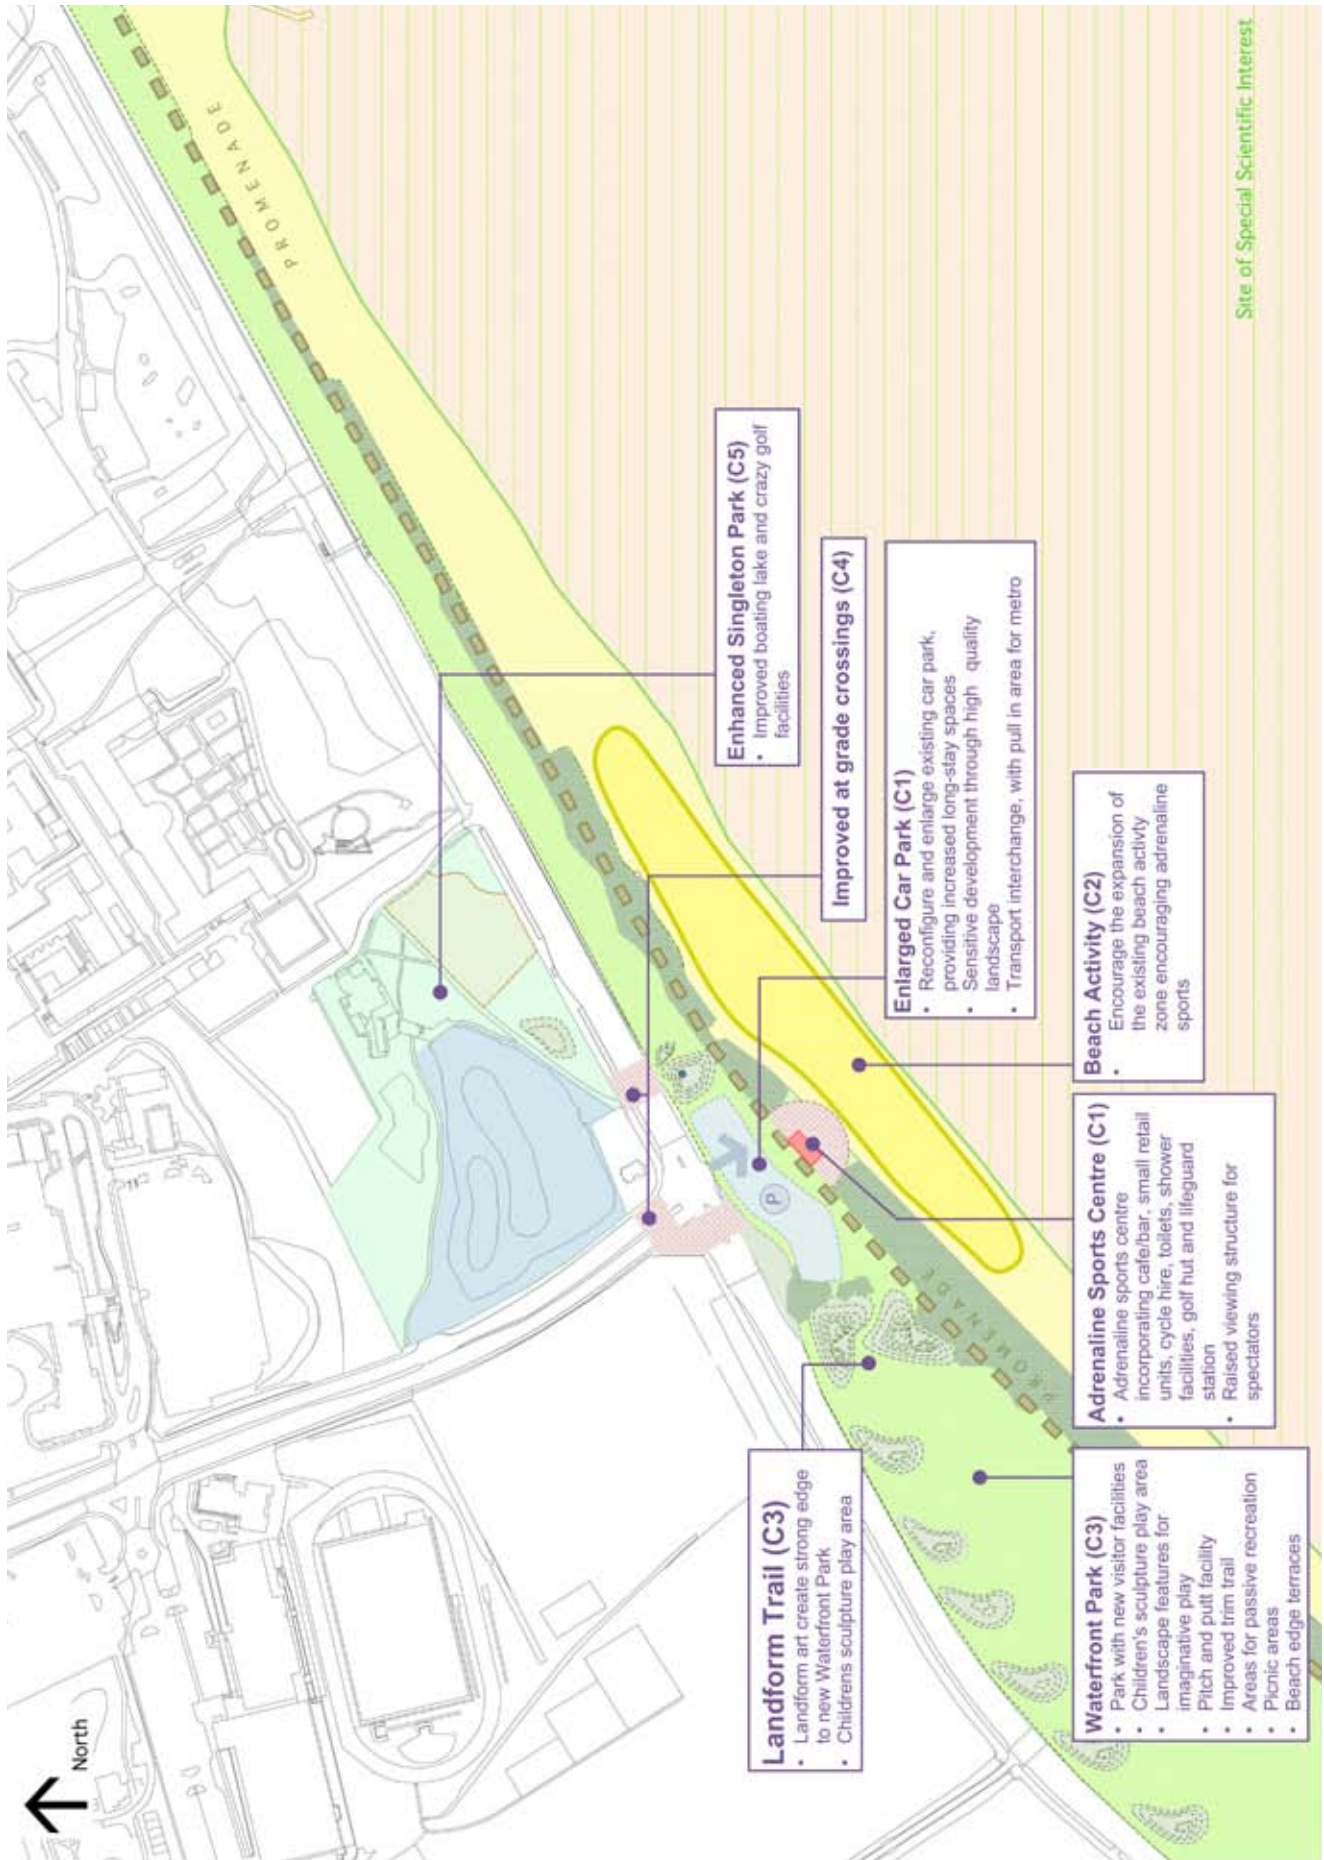 North
PROMENADE
Site of Special Scientific Interest
Enhanced Singleton Park (C5)
• Improved boating lake and crazy golf
facilities
Improved at grade crossings (C4)
Enlarged Car Park (C1)
• Reconfigure and enlarge existing car park,
providing increased long-stay spaces
• Sensitive development through high quality
landscape
• Transport interchange, with pull in area for metro
Beach Activity (C2)
• Encourage the expansion of
the existing beach activty
zone encouraging adrenaline
sports
Adrenaline Sports Centre (C1)
• Adrenaline sports centre
incorporating cafe/bar, small retail
units, cycle hire, toilets, shower
facilities, golf hut and lifeguard
station
• Raised viewing structure for
spectators
P
PROMENADE
Landform Trail (C3)
• Landform art create strong edge
to new Waterfront Park
• Childrens sculpture play area
Waterfront Park (C3)
• Park with new visitor facilities
• Children's sculpture play area
• Landscape features for
imaginative play
• Pitch and putt facility
• Improved trim trail
• Areas for passive recreation
• Picnic areas
• Beach edge terraces